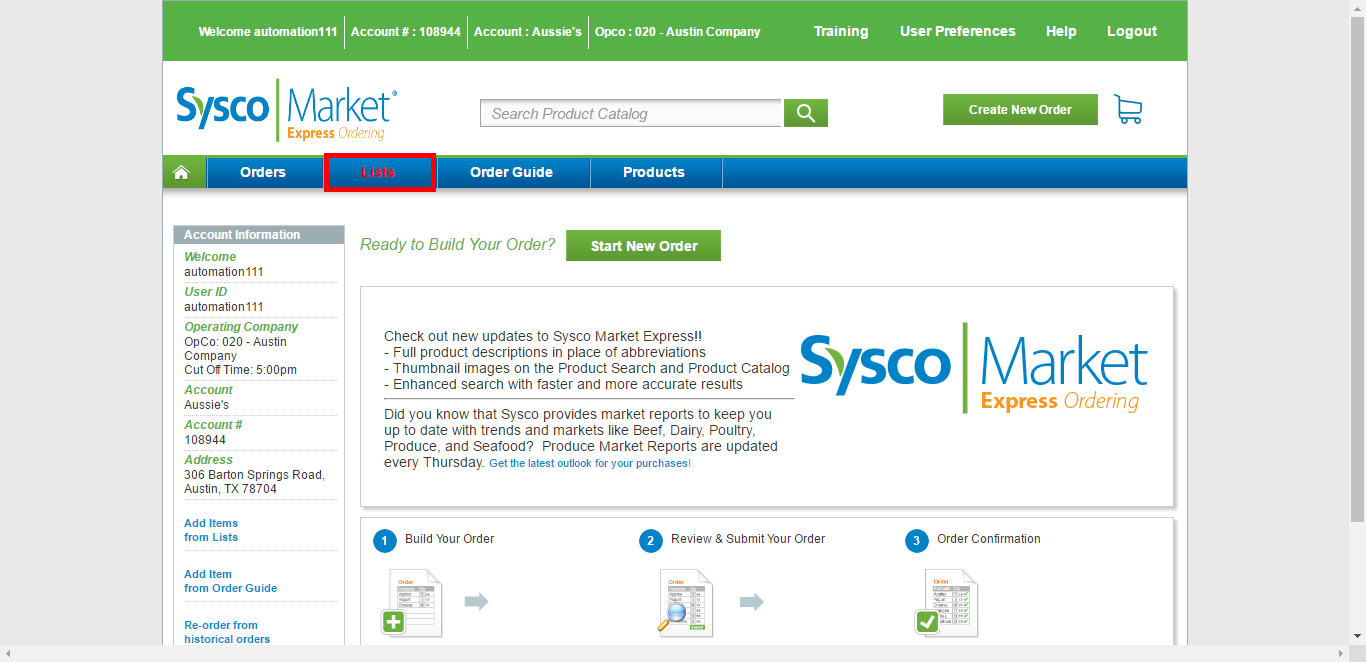 Welcome automation111 Account # : 108944 Account : Aussie's Opco : 020 - Austin Company Training User Preferences Help Logout
Sysco Market®
Express Ordering
Search Product Catalog
Create New Order
Orders Lists Order Guide Products
Account Information
Welcome
automation111
User ID
automation111
Operating Company
OpCo: 020 - Austin
Company
Cut Off Time: 5:00pm
Account
Aussie's
Account #
108944
Address
306 Barton Springs Road,
Austin, TX 78704
Add Items
from Lists
Add Item
from Order Guide
Re-order from
historical orders
Ready to Build Your Order? Start New Order
Check out new updates to Sysco Market Express!!
- Full product descriptions in place of abbreviations
- Thumbnail images on the Product Search and Product Catalog
- Enhanced search with faster and more accurate results
Did you know that Sysco provides market reports to keep you
up to date with trends and markets like Beef, Dairy, Poultry,
Produce, and Seafood? Produce Market Reports are updated
every Thursday. Get the latest outlook for your purchases!
Sysco Market
Express Ordering
1 Build Your Order
2 Review & Submit Your Order
3 Order Confirmation
Order
Apples
Yogurt
Cheese
Order
Apples
Yogurt
Order
Apples
Yogurt
Cheese